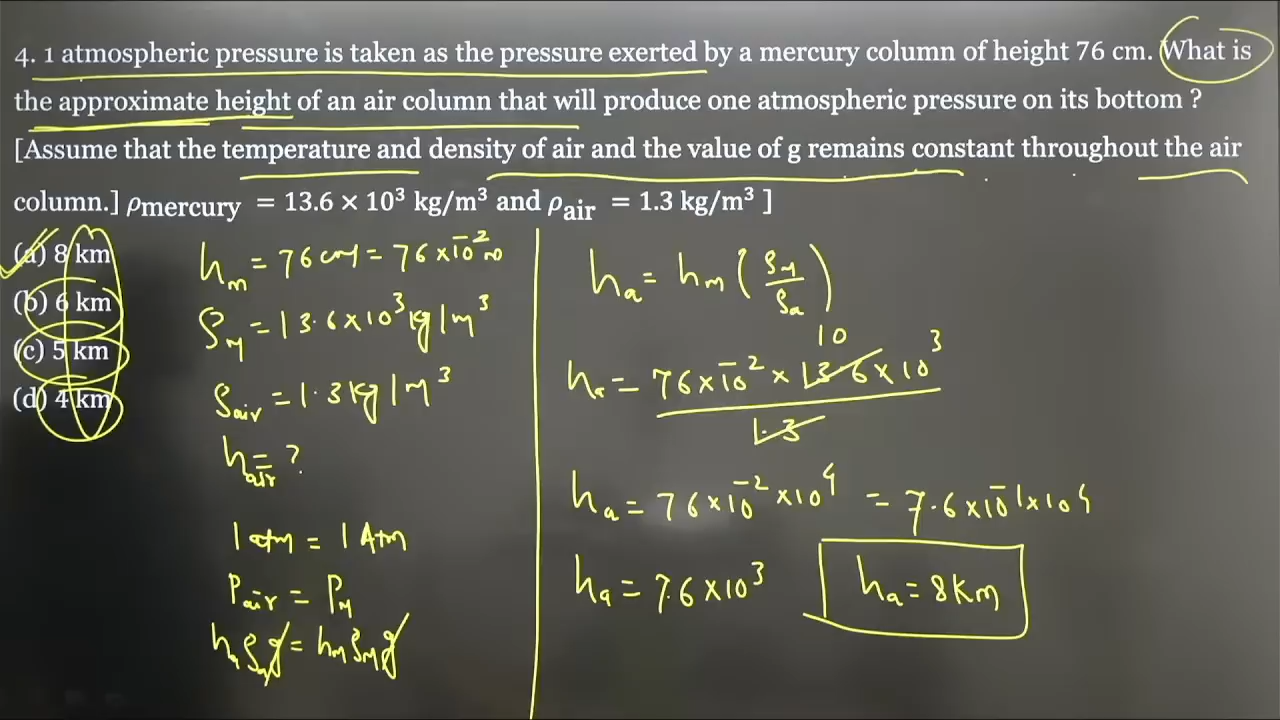 4. 1 atmospheric pressure is taken as the pressure exerted by a mercury column of height 76 cm. What is
the approximate height of an air column that will produce one atmospheric pressure on its bottom ?
[Assume that the temperature and density of air and the value of g remains constant throughout the air
column.] ρmercury = 13.6 × 10³ kg/m³ and ρair = 1.3 kg/m³ ]
(a) 8 km
(b) 6 km
(c) 5 km
(d) 4 km
hm = 76 cm = 76×10⁻² m
ρM = 13.6×10³ kg/m³
ρair = 1.3 kg/m³
hair = ?
1 atm = 1 Atm
Pair = PM
haρag = hMρMg
ha = hm (ρM/ρa)
10
ha = 76×10⁻² × 13.6×10³
1.3
ha = 76×10⁻² ×10⁴ = 7.6×10⁻¹×10⁴
ha = 7.6×10³
ha = 8Km